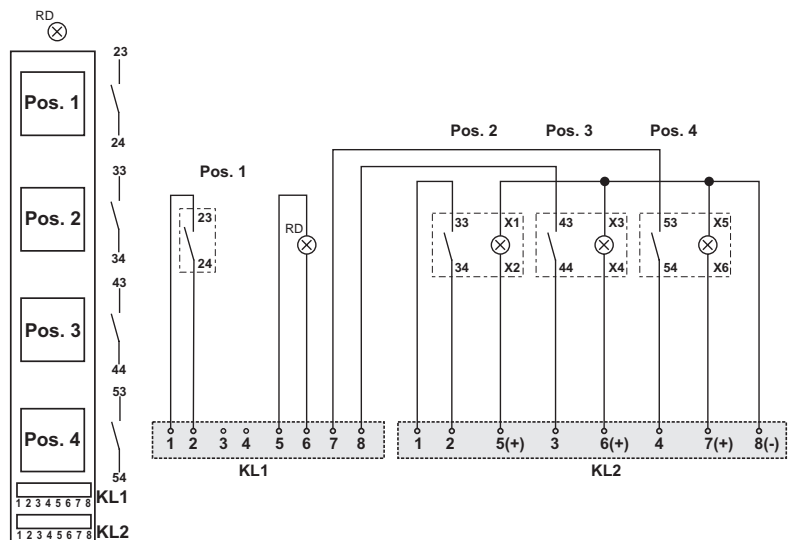 RD
23
Pos. 1
24
33
Pos. 2
34
43
Pos. 3
44
53
Pos. 4
54
KL1
1 2 3 4 5 6 7 8
KL2
1 2 3 4 5 6 7 8
Pos. 1
Pos. 2 Pos. 3 Pos. 4
23
24
RD
33 X1 43 X3 53 X5
34 X2 44 X4 54 X6
1 2 3 4 5 6 7 8
KL1
1 2 5(+) 3 6(+) 4 7(+) 8(-)
KL2